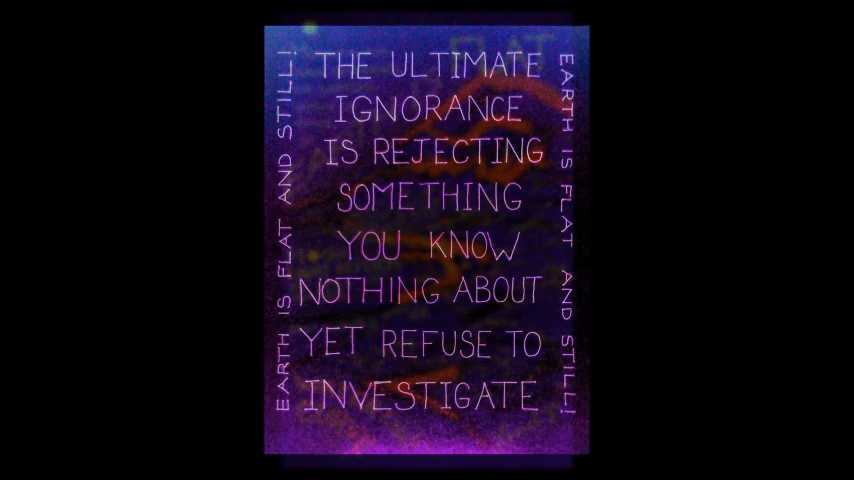 THE ULTIMATE
IGNORANCE
IS REJECTING
SOMETHING
YOU KNOW
NOTHING ABOUT
YET REFUSE TO
INVESTIGATE
EARTH IS FLAT AND STILL!
EARTH IS FLAT AND STILL!